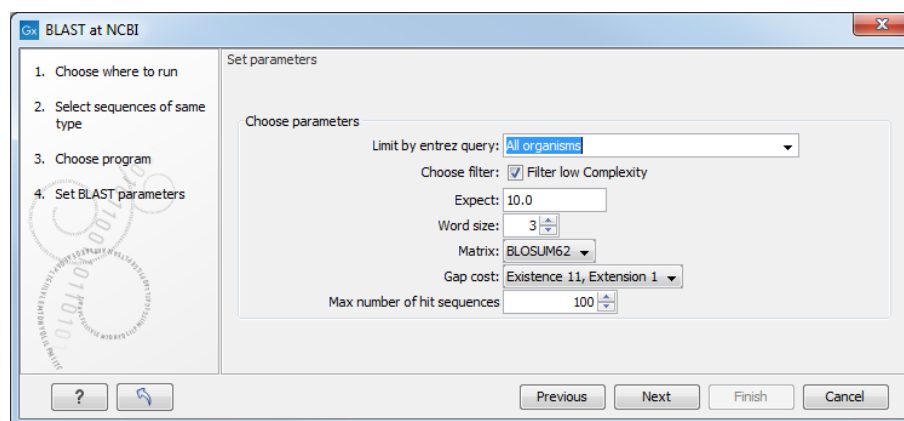 Gx BLAST at NCBI
X
1. Choose where to run
2. Select sequences of same
type
3. Choose program
4. Set BLAST parameters
Set parameters
Choose parameters
Limit by entrez query: All organisms
Choose filter: Filter low Complexity
Expect: 10.0
Word size: 3
Matrix: BLOSUM62
Gap cost: Existence 11, Extension 1
Max number of hit sequences 100
? Previous Next Finish Cancel